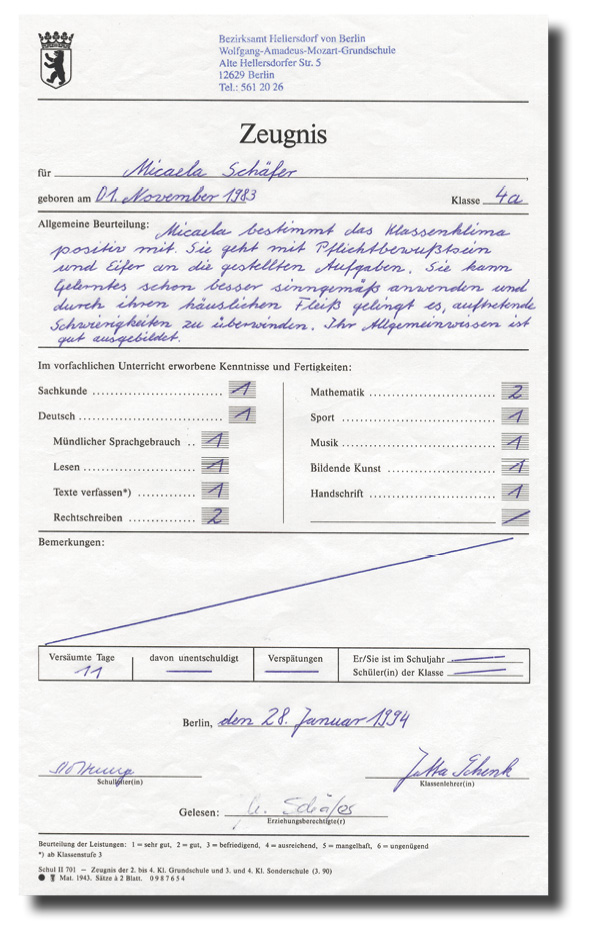 Bezirksamt Hellersdorf von Berlin
Wolfgang-Amadeus-Mozart-Grundschule
Alte Hellersdorfer Str. 5
12629 Berlin
Tel.: 561 20 26
Zeugnis
für Micaela Schäfer,
geboren am 01. November 1983 Klasse 4a
Allgemeine Beurteilung: Micaela bestimmt das Klassenklima
positiv mit. Sie geht mit Pflichtbewußtsein
und Eifer an die gestellten Aufgaben. Sie kann
Gelerntes schon besser sinngemäß anwenden und
durch ihren häuslichen Fleiß gelingt es, auftretende
Schwierigkeiten zu überwinden. Ihr Allgemeinwissen ist
gut ausgebildet.
Im vorfachlichen Unterricht erworbene Kenntnisse und Fertigkeiten:
Sachkunde 1
Deutsch 1
Mündlicher Sprachgebrauch 1
Lesen 1
Texte verfassen*) 1
Rechtschreiben 2
Mathematik 2
Sport 1
Musik 1
Bildende Kunst 1
Handschrift 1
Bemerkungen:
Versäumte Tage davon unentschuldigt Verspätungen Er/Sie ist im Schuljahr
11 Schüler(in) der Klasse
Berlin, den 28. Januar 1994
Jutta Schenk
Schulleiter(in) Klassenlehrer(in)
Gelesen: Schäfer
Erziehungsberechtigte(r)
Beurteilung der Leistungen: 1 = sehr gut, 2 = gut, 3 = befriedigend, 4 = ausreichend, 5 = mangelhaft, 6 = ungenügend
*) ab Klassenstufe 3
Schul II 701 – Zeugnis der 2. bis 4. Kl. Grundschule und 3. und 4. Kl. Sonderschule (3. 90)
Mat. 1943. Sätze à 2 Blatt. 0987654